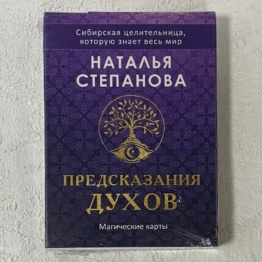 Сибирская целительница,
которую знает весь мир
НАТАЛЬЯ
СТЕПАНОВА
ПРЕДСКАЗАНИЯ
ДУХОВ
Магические карты